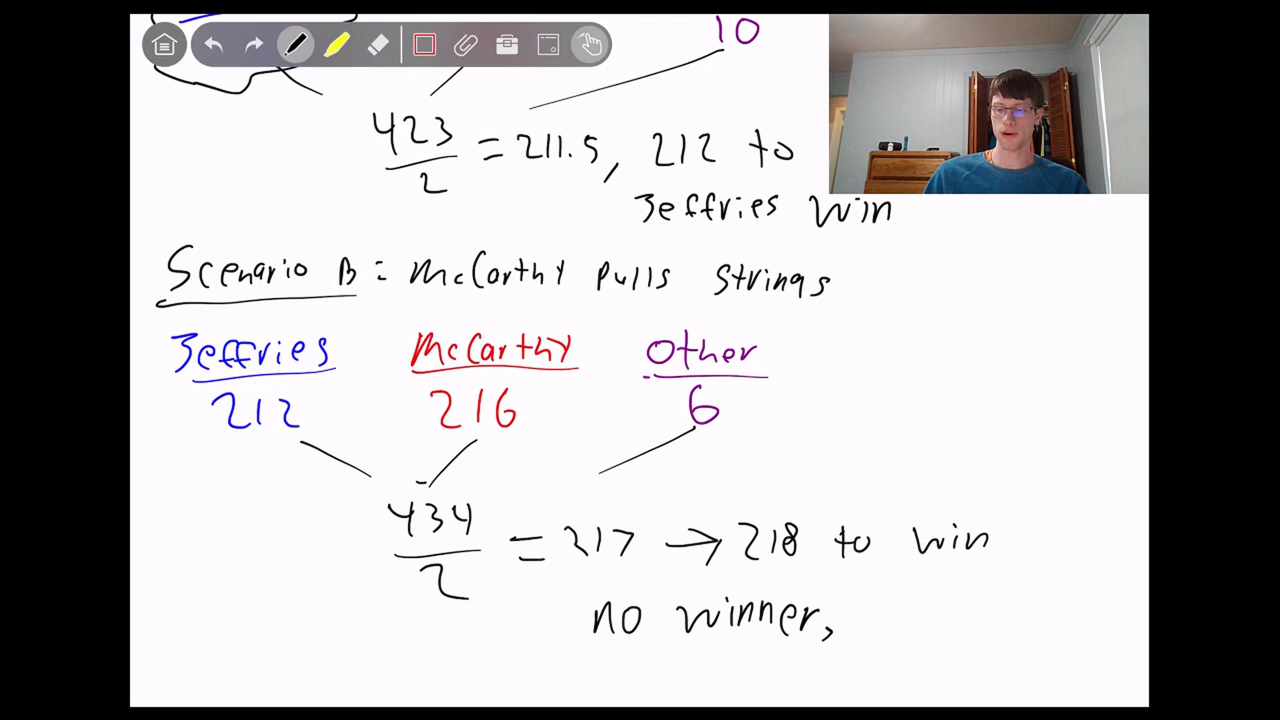 10
423
2
= 211.5, 212 to
Jeffries win
Scenario B = McCarthy Pulls Strings
Jeffries McCarthy Other
212 216 6
434
2
= 217 → 218 to win
no winner,